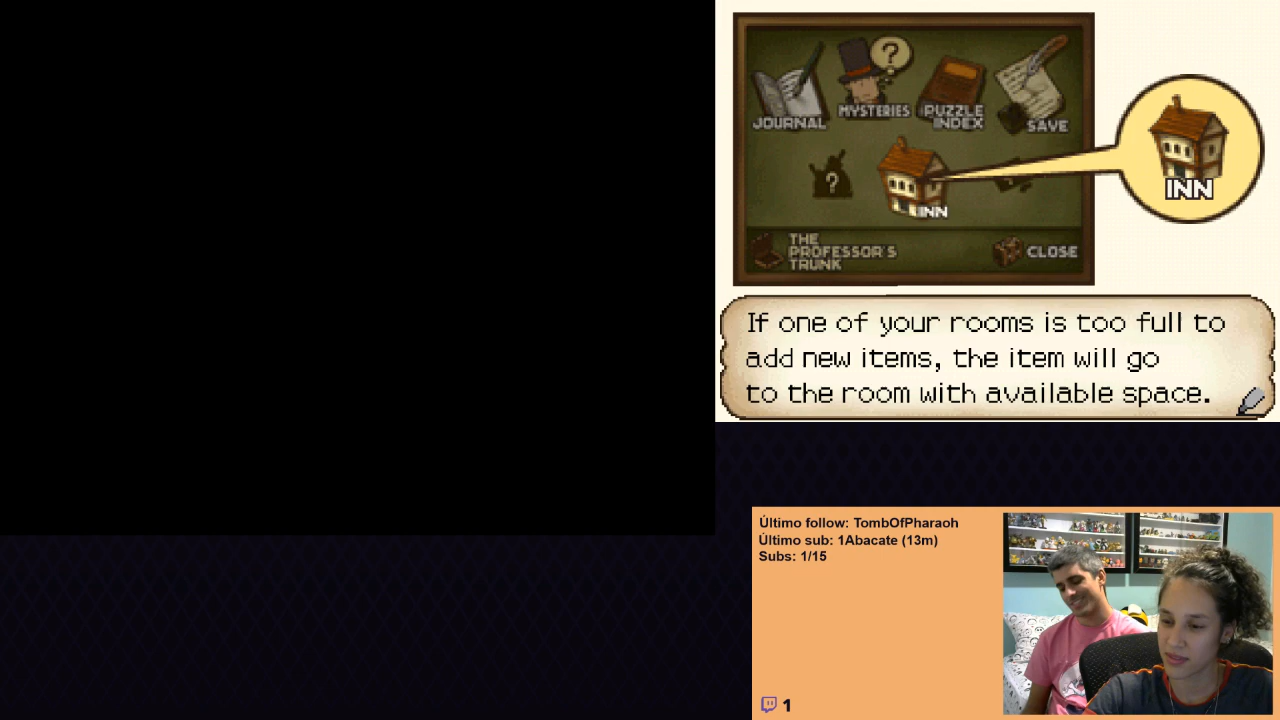 JOURNAL
MYSTERIES
PUZZLE
INDEX
SAVE
INN
INN
THE
PROFESSOR'S
TRUNK
CLOSE
If one of your rooms is too full to
add new items, the item will go
to the room with available space.
Último follow: TombOfPharaoh
Último sub: 1Abacate (13m)
Subs: 1/15
1